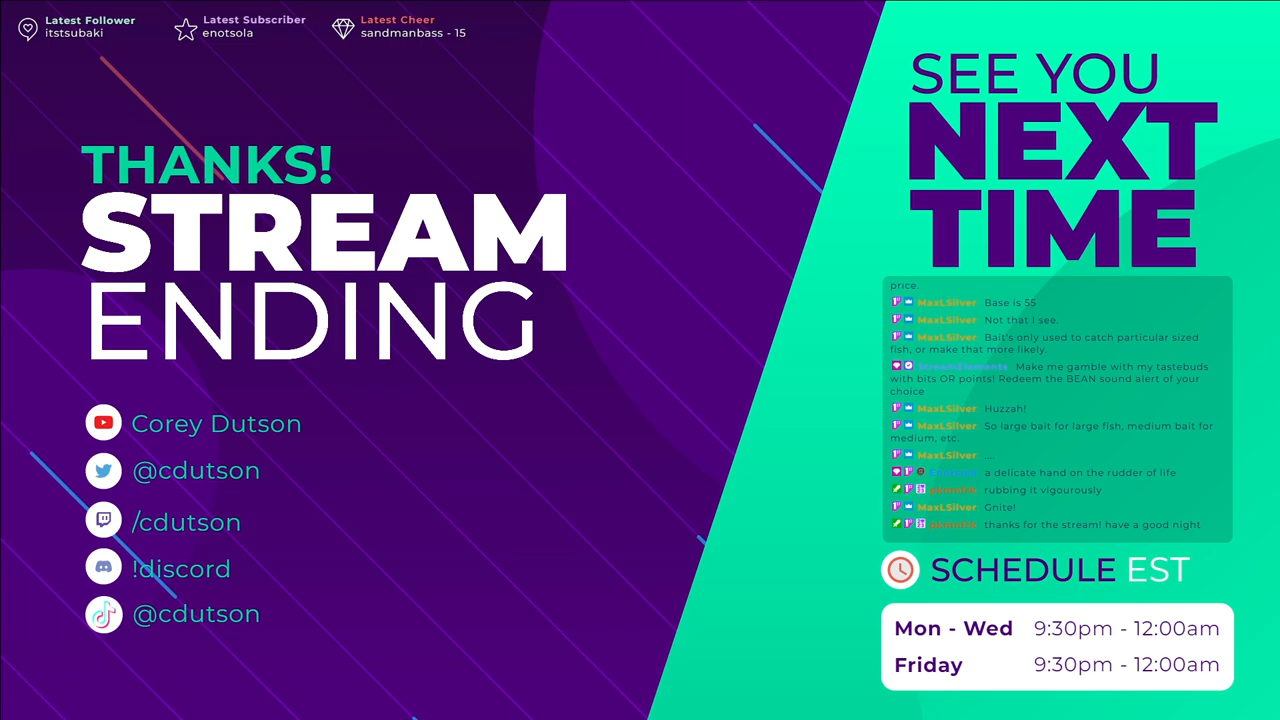 Latest Follower
itstsubaki
Latest Subscriber
enotsola
Latest Cheer
sandmanbass - 15
THANKS!
STREAM
ENDING
Corey Dutson
@cdutson
/cdutson
!discord
@cdutson
SEE YOU
NEXT
TIME
price.
MaxLSilver Base is 55
MaxLSilver Not that I see.
MaxLSilver Bait's only used to catch particular sized
fish, or make that more likely.
StreamElements Make me gamble with my tastebuds
with bits OR points! Redeem the BEAN sound alert of your
choice
MaxLSilver Huzzah!
MaxLSilver So large bait for large fish, medium bait for
medium, etc.
MaxLSilver ....
a delicate hand on the rudder of life
rubbing it vigourously
MaxLSilver Gnite!
thanks for the stream! have a good night
SCHEDULE EST
Mon - Wed 9:30pm - 12:00am
Friday 9:30pm - 12:00am